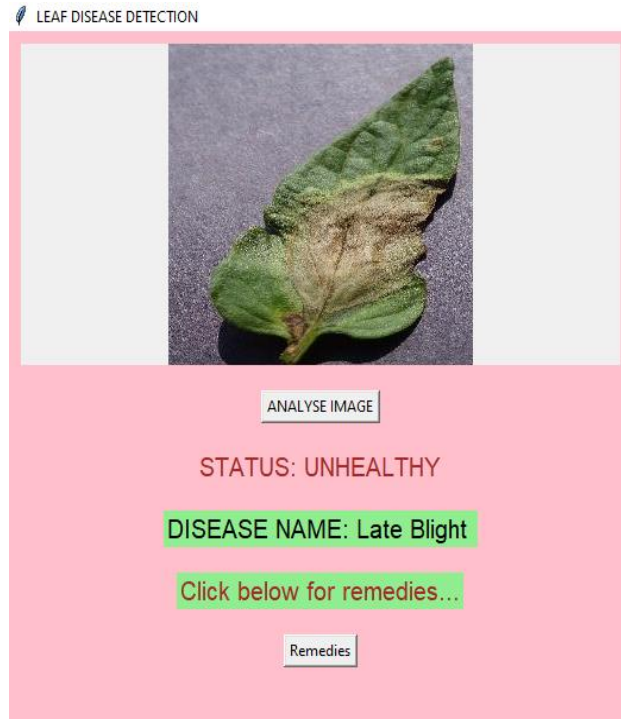 LEAF DISEASE DETECTION
ANALYSE IMAGE
STATUS: UNHEALTHY
DISEASE NAME: Late Blight
Click below for remedies...
Remedies